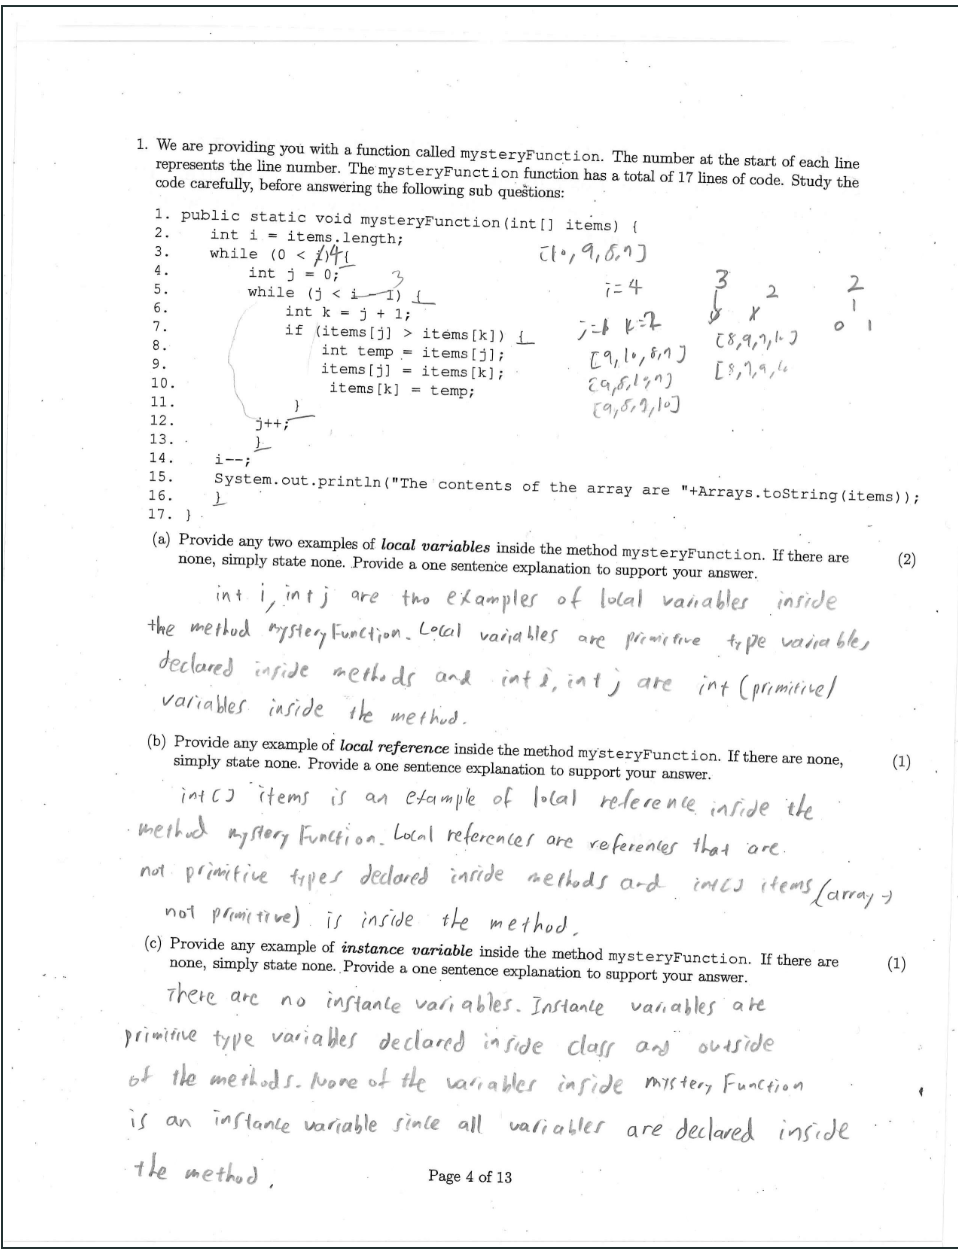 1. We are providing you with a function called mysteryFunction. The number at the start of each line
represents the line number. The mysteryFunction function has a total of 17 lines of code. Study the
code carefully, before answering the following sub questions:
1. public static void mysteryFunction(int[] items) {
2. int i = items.length;
3. while (0 < i) {
4. int j = 0;
5. while (j < i - 1) {
6. int k = j + 1;
7. if (items[j] > items[k]) {
8. int temp = items[j];
9. items[j] = items[k];
10. items[k] = temp;
11. }
12. j++;
13. }
14. i--;
15. System.out.println("The contents of the array are "+Arrays.toString(items));
16. }
17. }
4
3
[10,9,8,7]
i=4 3 2 2
k=2
0 1
[9,10,8,7] [8,9,7,10]
[9,8,10,7] [8,7,9,10
[9,8,7,10]
(a) Provide any two examples of local variables inside the method mysteryFunction. If there are (2)
none, simply state none. Provide a one sentence explanation to support your answer.
int i, int j are two examples of local variables inside
the method mysteryFunction. Local variables are primitive type variables
declared inside methods and int i, int j are int (primitive)
variables inside the method.
(b) Provide any example of local reference inside the method mysteryFunction. If there are none, (1)
simply state none. Provide a one sentence explanation to support your answer.
int[] items is an example of local reference inside the
method mysteryFunction. Local references are references that are
not primitive types declared inside methods and int[] items (array →
not primitive) is inside the method.
(c) Provide any example of instance variable inside the method mysteryFunction. If there are (1)
none, simply state none. Provide a one sentence explanation to support your answer.
There are no instance variables. Instance variables are
primitive type variables declared inside class and outside
of the methods. None of the variables inside mystery Function
is an instance variable since all variables are declared inside
the method.
Page 4 of 13